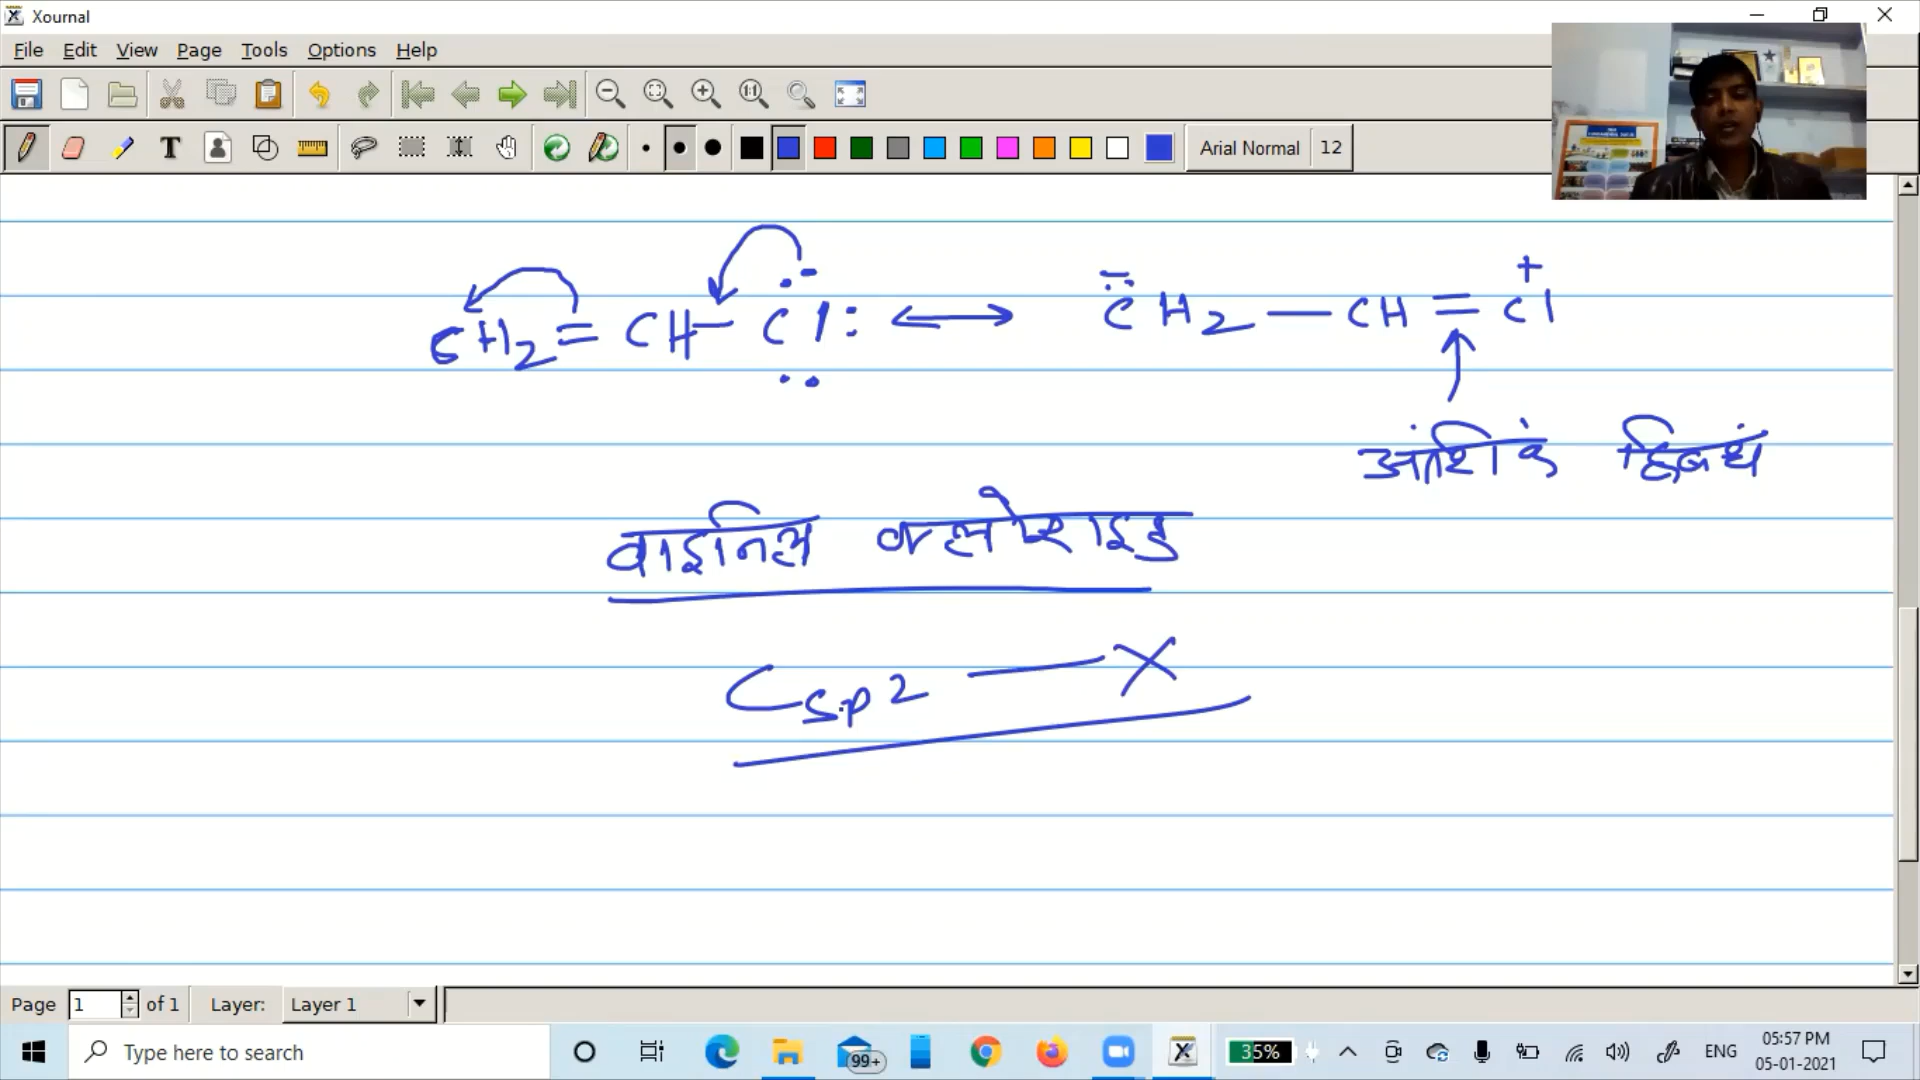 Xournal
File Edit View Page Tools Options Help
Arial Normal 12
CH2 = CH — Cl: ⟷ C̄H2 — CH = Cl
+
आंशिक द्विबंध
वाइनिल क्लोराइड
Csp2 — X
Page 1 of 1 Layer: Layer 1
Type here to search
99+
35%
ENG
05:57 PM
05-01-2021